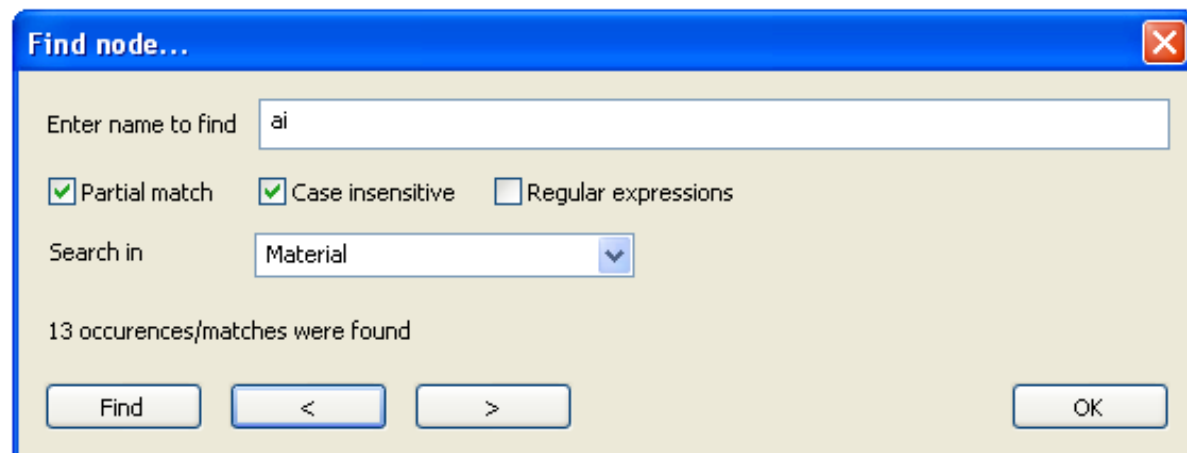 Find node...
Enter name to find ai
Partial match Case insensitive Regular expressions
Search in Material
13 occurences/matches were found
Find < > OK